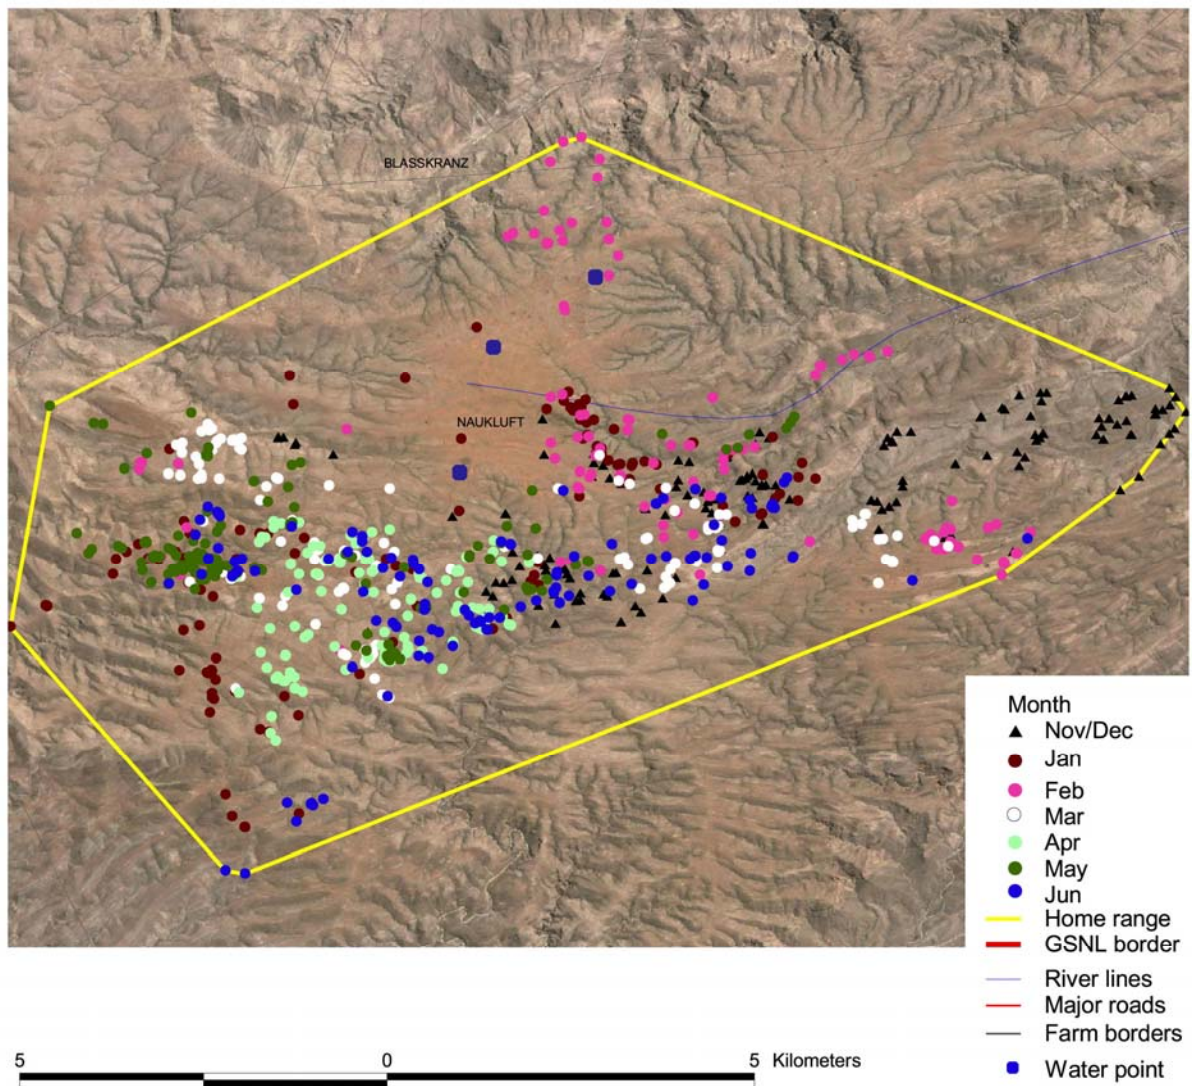 BLASSKRANZ
NAUKLUFT
Month
Nov/Dec
Jan
Feb
Mar
Apr
May
Jun
Home range
GSNL border
River lines
Major roads
Farm borders
Water point
5 0 5 Kilometers